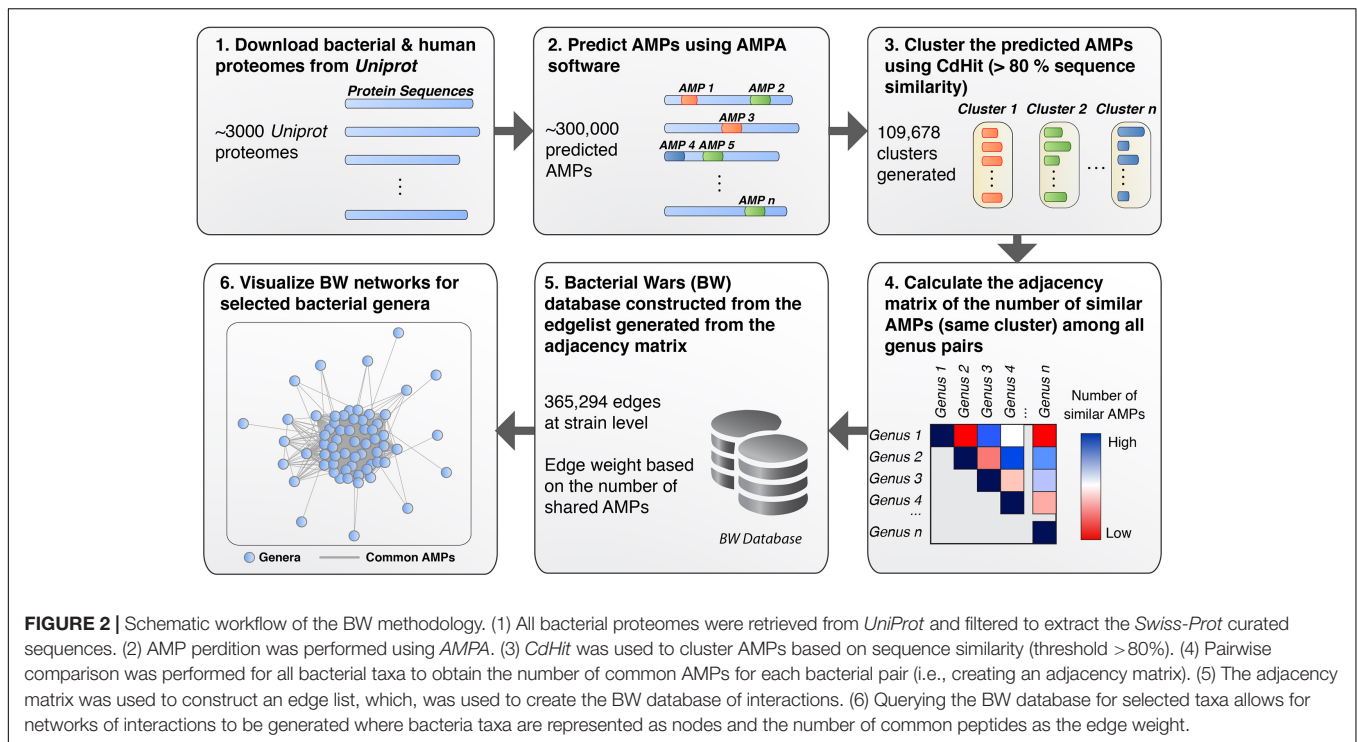 1. Download bacterial & human
proteomes from Uniprot
Protein Sequences
~3000 Uniprot
proteomes
2. Predict AMPs using AMPA
software
AMP 1
AMP 2
AMP 3
~300,000
predicted
AMPs
AMP 4
AMP 5
AMP n
3. Cluster the predicted AMPs
using CdHit (> 80 % sequence
similarity)
Cluster 1
Cluster 2
Cluster n
109,678
clusters
generated
...
4. Calculate the adjacency
matrix of the number of similar
AMPs (same cluster) among all
genus pairs
Genus 1
Genus 2
Genus 3
Genus 4
...
Genus n
Genus 1
Genus 2
Genus 3
Genus 4
...
Genus n
Number of
similar AMPs
High
Low
5. Bacterial Wars (BW)
database constructed from the
edgelist generated from the
adjacency matrix
365,294 edges
at strain level
Edge weight based
on the number of
shared AMPs
BW Database
6. Visualize BW networks for
selected bacterial genera
Genera
Common AMPs
FIGURE 2 | Schematic workflow of the BW methodology. (1) All bacterial proteomes were retrieved from UniProt and filtered to extract the Swiss-Prot curated
sequences. (2) AMP perdition was performed using AMPA. (3) CdHit was used to cluster AMPs based on sequence similarity (threshold >80%). (4) Pairwise
comparison was performed for all bacterial taxa to obtain the number of common AMPs for each bacterial pair (i.e., creating an adjacency matrix). (5) The adjacency
matrix was used to construct an edge list, which, was used to create the BW database of interactions. (6) Querying the BW database for selected taxa allows for
networks of interactions to be generated where bacteria taxa are represented as nodes and the number of common peptides as the edge weight.